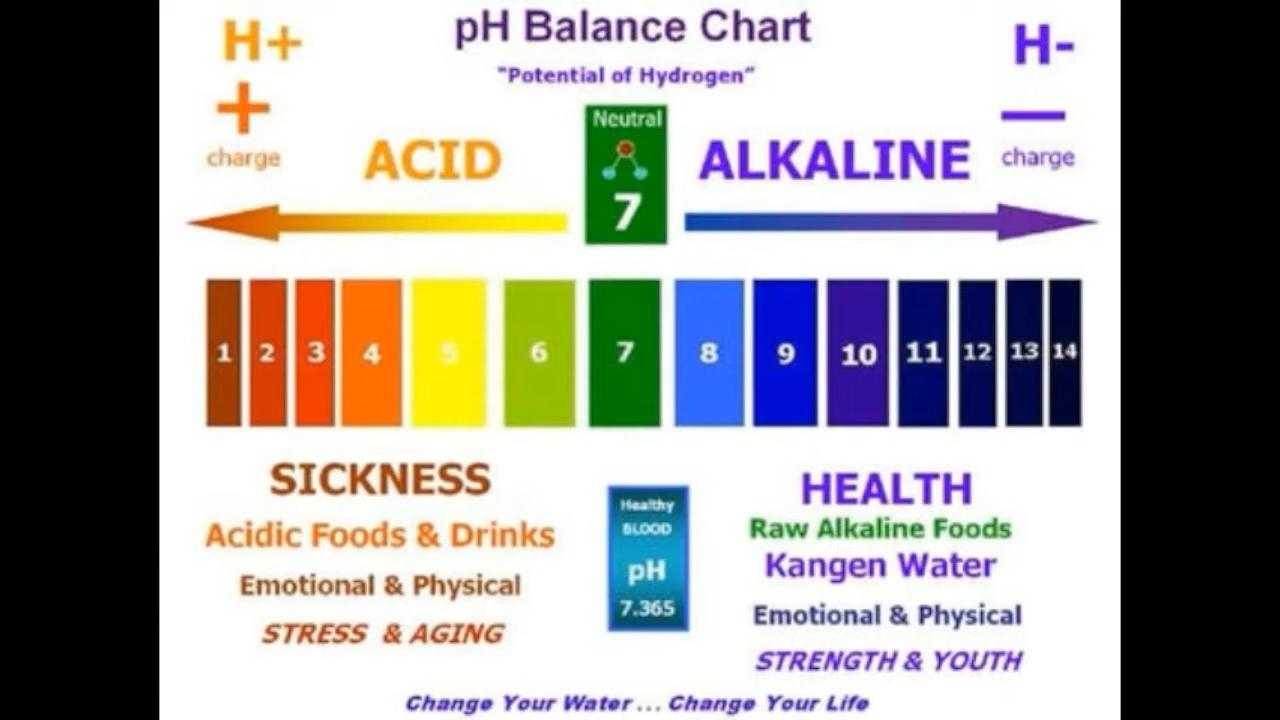 pH Balance Chart
"Potential of Hydrogen"
H+
+
charge
ACID
Neutral
7
ALKALINE
H-
—
charge
1 2 3 4 5 6 7 8 9 10 11 12 13 14
SICKNESS
Acidic Foods & Drinks
Emotional & Physical
STRESS & AGING
Healthy
BLOOD
pH
7.365
HEALTH
Raw Alkaline Foods
Kangen Water
Emotional & Physical
STRENGTH & YOUTH
Change Your Water ... Change Your Life